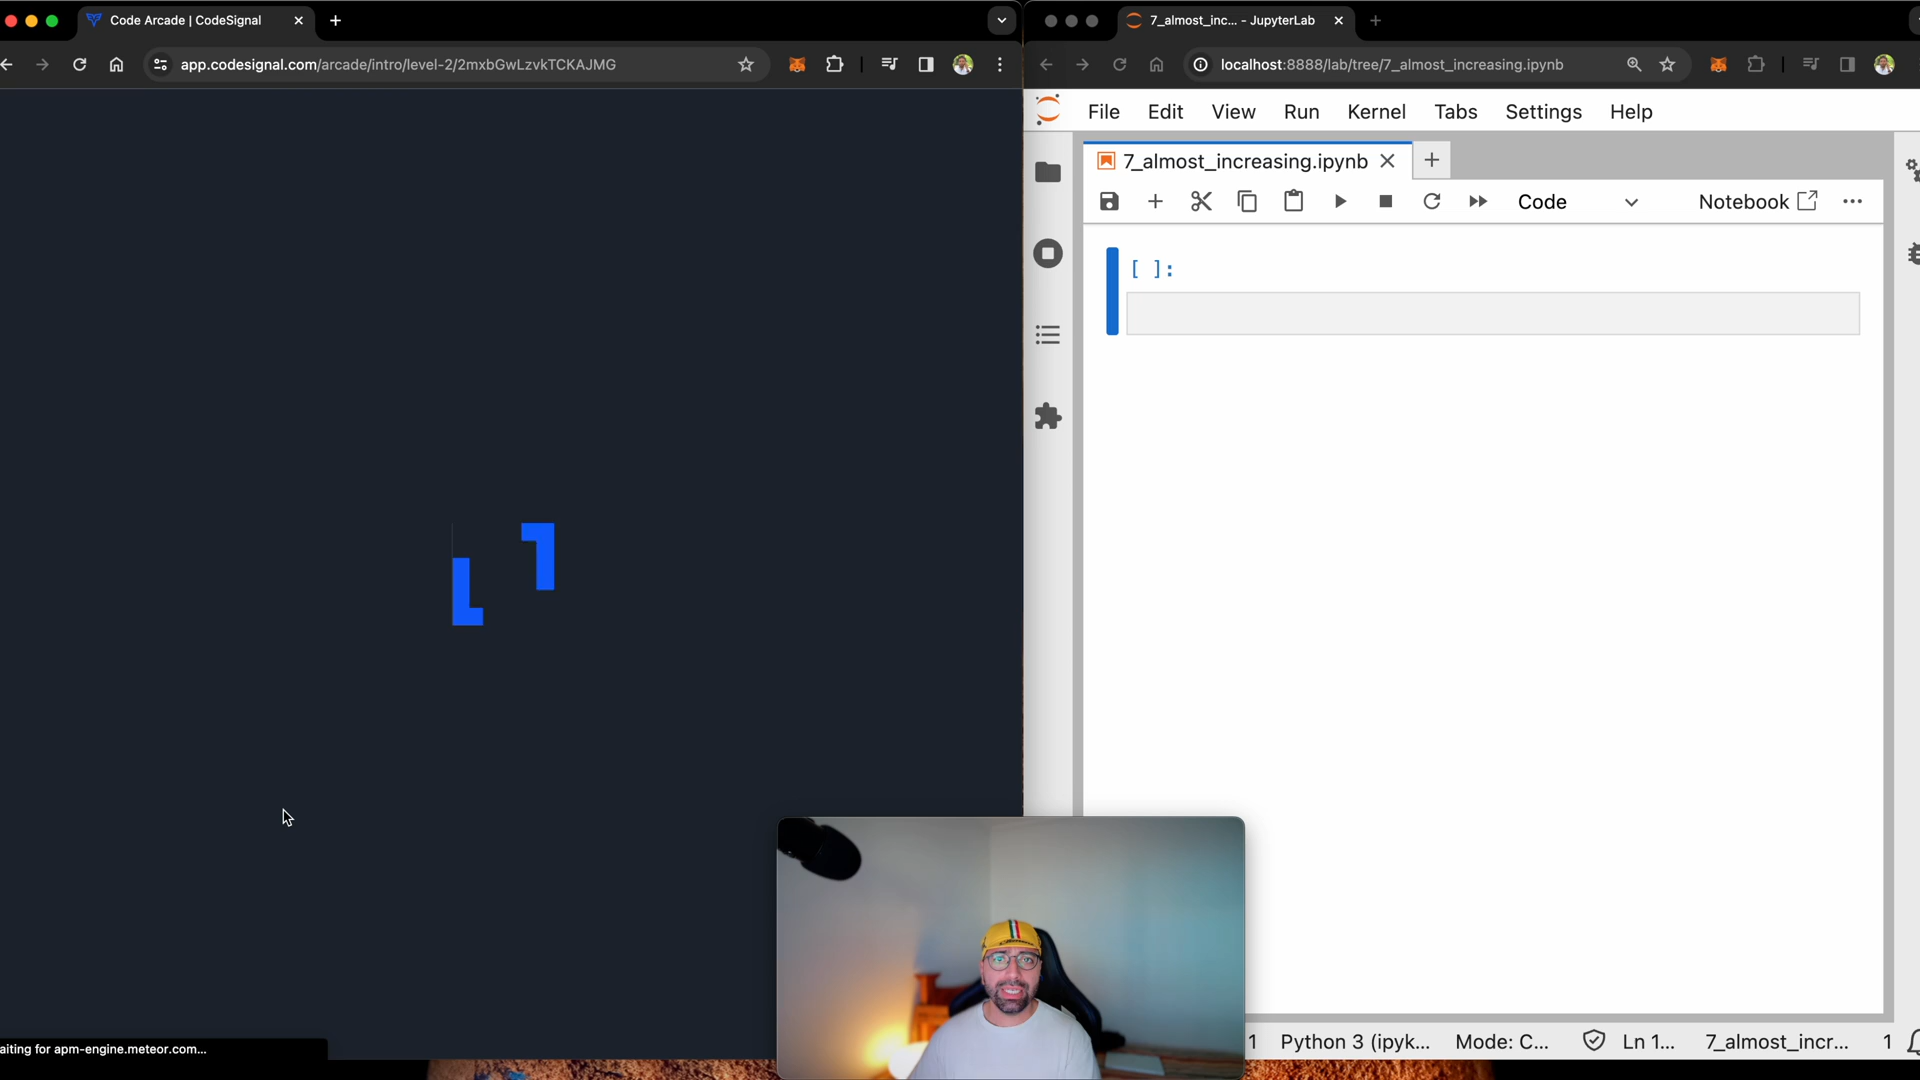 Code Arcade | CodeSignal
app.codesignal.com/arcade/intro/level-2/2mxbGwLzvkTCKAJMG
aiting for apm-engine.meteor.com...
7_almost_inc... - JupyterLab
localhost:8888/lab/tree/7_almost_increasing.ipynb
File Edit View Run Kernel Tabs Settings Help
7_almost_increasing.ipynb
Code Notebook
[ ]:
1 Python 3 (ipyk... Mode: C... Ln 1... 7_almost_incr... 1